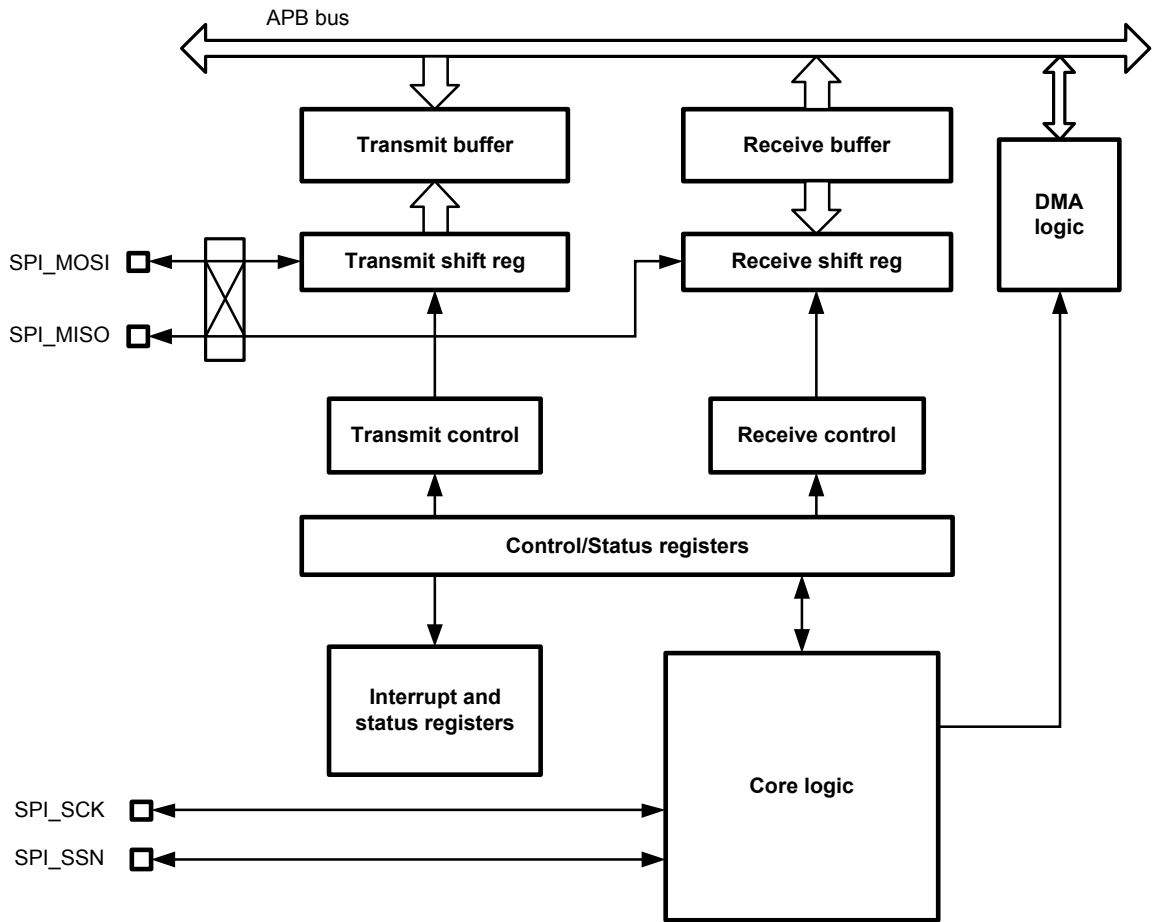 APB bus
Transmit buffer
Receive buffer
DMA
logic
SPI_MOSI
Transmit shift reg
Receive shift reg
SPI_MISO
Transmit control
Receive control
Control/Status registers
Interrupt and
status registers
Core logic
SPI_SCK
SPI_SSN